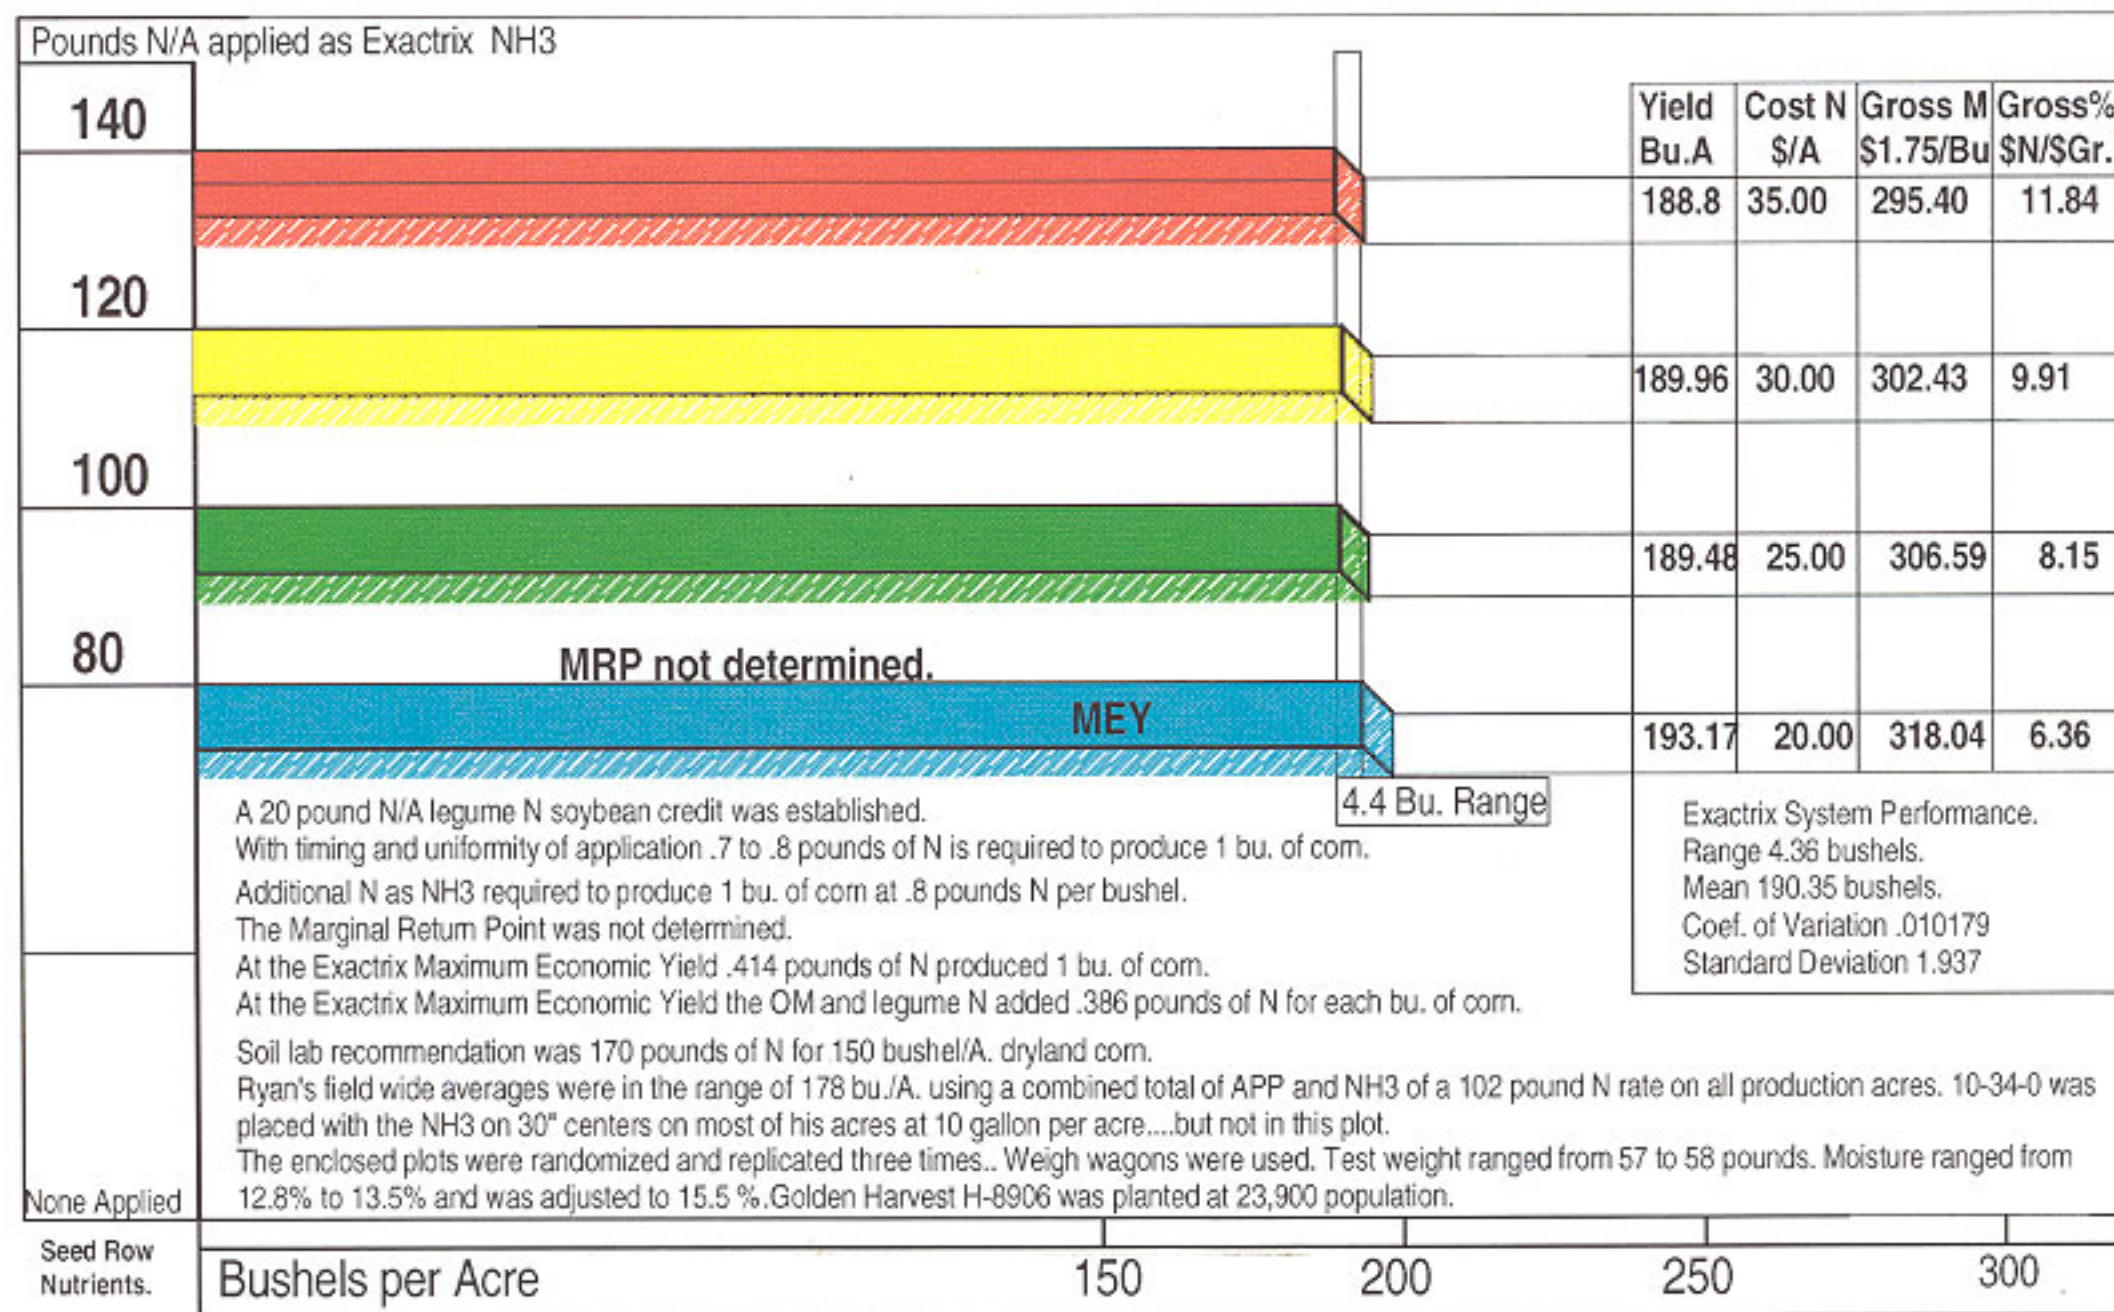 Pounds N/A applied as Exactrix NH3
140
Yield Cost N Gross M Gross%
Bu.A $/A $1.75/Bu $N/$Gr.
188.8 35.00 295.40 11.84
120
189.96 30.00 302.43 9.91
100
189.48 25.00 306.59 8.15
80
MRP not determined.
MEY
193.17 20.00 318.04 6.36
4.4 Bu. Range
A 20 pound N/A legume N soybean credit was established.
With timing and uniformity of application .7 to .8 pounds of N is required to produce 1 bu. of corn.
Additional N as NH3 required to produce 1 bu. of corn at .8 pounds N per bushel.
The Marginal Return Point was not determined.
At the Exactrix Maximum Economic Yield .414 pounds of N produced 1 bu. of corn.
At the Exactrix Maximum Economic Yield the OM and legume N added .386 pounds of N for each bu. of corn.
Exactrix System Performance.
Range 4.36 bushels.
Mean 190.35 bushels.
Coef. of Variation .010179
Standard Deviation 1.937
Soil lab recommendation was 170 pounds of N for 150 bushel/A. dryland corn.
Ryan's field wide averages were in the range of 178 bu./A. using a combined total of APP and NH3 of a 102 pound N rate on all production acres. 10-34-0 was
placed with the NH3 on 30" centers on most of his acres at 10 gallon per acre....but not in this plot.
The enclosed plots were randomized and replicated three times.. Weigh wagons were used. Test weight ranged from 57 to 58 pounds. Moisture ranged from
12.8% to 13.5% and was adjusted to 15.5 %.Golden Harvest H-8906 was planted at 23,900 population.
None Applied
Seed Row
Nutrients.
Bushels per Acre 150 200 250 300